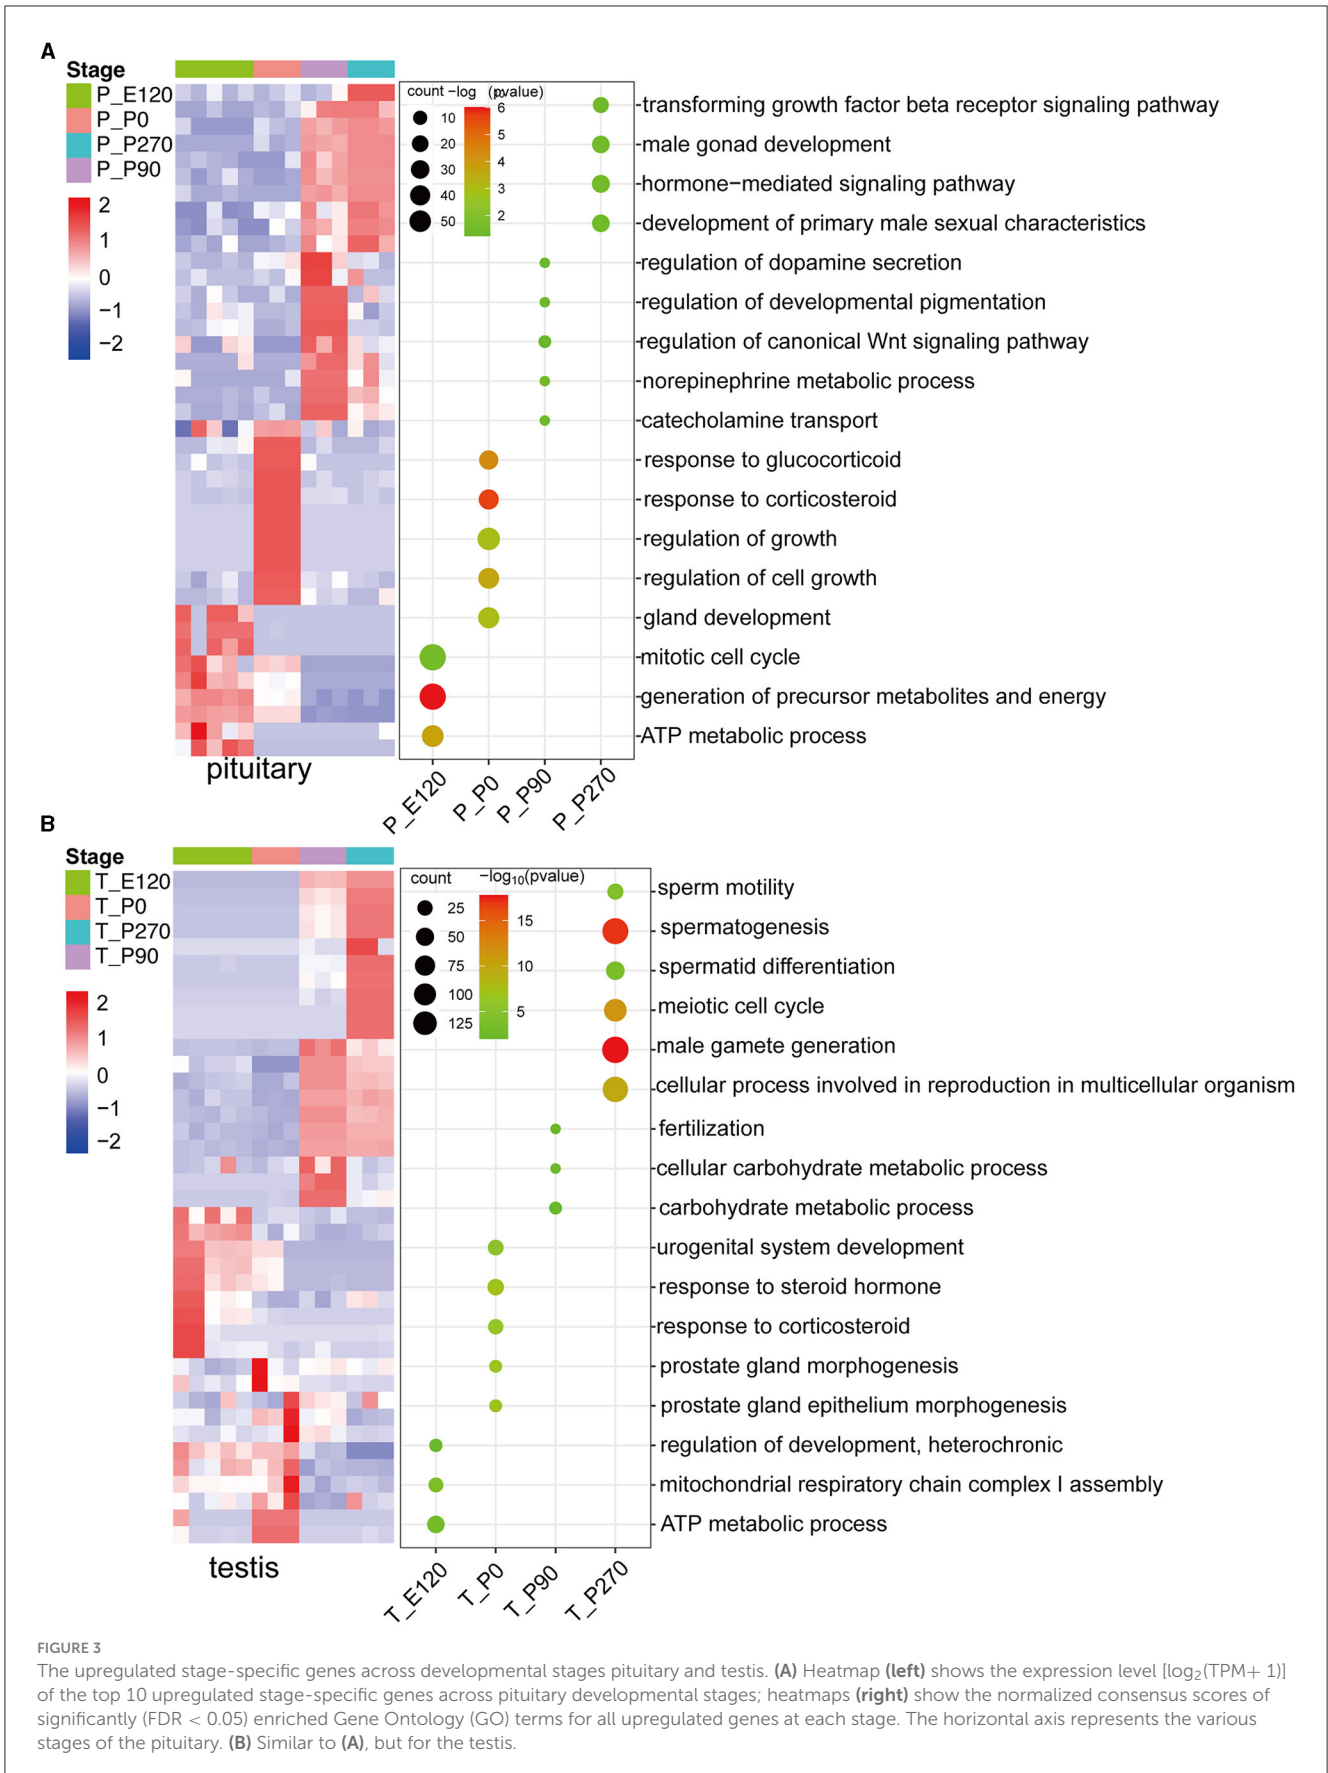 A
Stage
P_E120
P_P0
P_P270
P_P90
2
1
0
−1
−2
pituitary
count −log (pvalue)
10
20
30
40
50
6
5
4
3
2
transforming growth factor beta receptor signaling pathway
male gonad development
hormone−mediated signaling pathway
development of primary male sexual characteristics
regulation of dopamine secretion
regulation of developmental pigmentation
regulation of canonical Wnt signaling pathway
norepinephrine metabolic process
catecholamine transport
response to glucocorticoid
response to corticosteroid
regulation of growth
regulation of cell growth
gland development
mitotic cell cycle
generation of precursor metabolites and energy
ATP metabolic process
P_E120
P_P0
P_P90
P_P270
B
Stage
T_E120
T_P0
T_P270
T_P90
2
1
0
−1
−2
testis
count −log₁₀(pvalue)
25
50
75
100
125
15
10
5
sperm motility
spermatogenesis
spermatid differentiation
meiotic cell cycle
male gamete generation
cellular process involved in reproduction in multicellular organism
fertilization
cellular carbohydrate metabolic process
carbohydrate metabolic process
urogenital system development
response to steroid hormone
response to corticosteroid
prostate gland morphogenesis
prostate gland epithelium morphogenesis
regulation of development, heterochronic
mitochondrial respiratory chain complex I assembly
ATP metabolic process
T_E120
T_P0
T_P90
T_P270
FIGURE 3
The upregulated stage-specific genes across developmental stages pituitary and testis. (A) Heatmap (left) shows the expression level [log₂(TPM+ 1)]
of the top 10 upregulated stage-specific genes across pituitary developmental stages; heatmaps (right) show the normalized consensus scores of
significantly (FDR < 0.05) enriched Gene Ontology (GO) terms for all upregulated genes at each stage. The horizontal axis represents the various
stages of the pituitary. (B) Similar to (A), but for the testis.